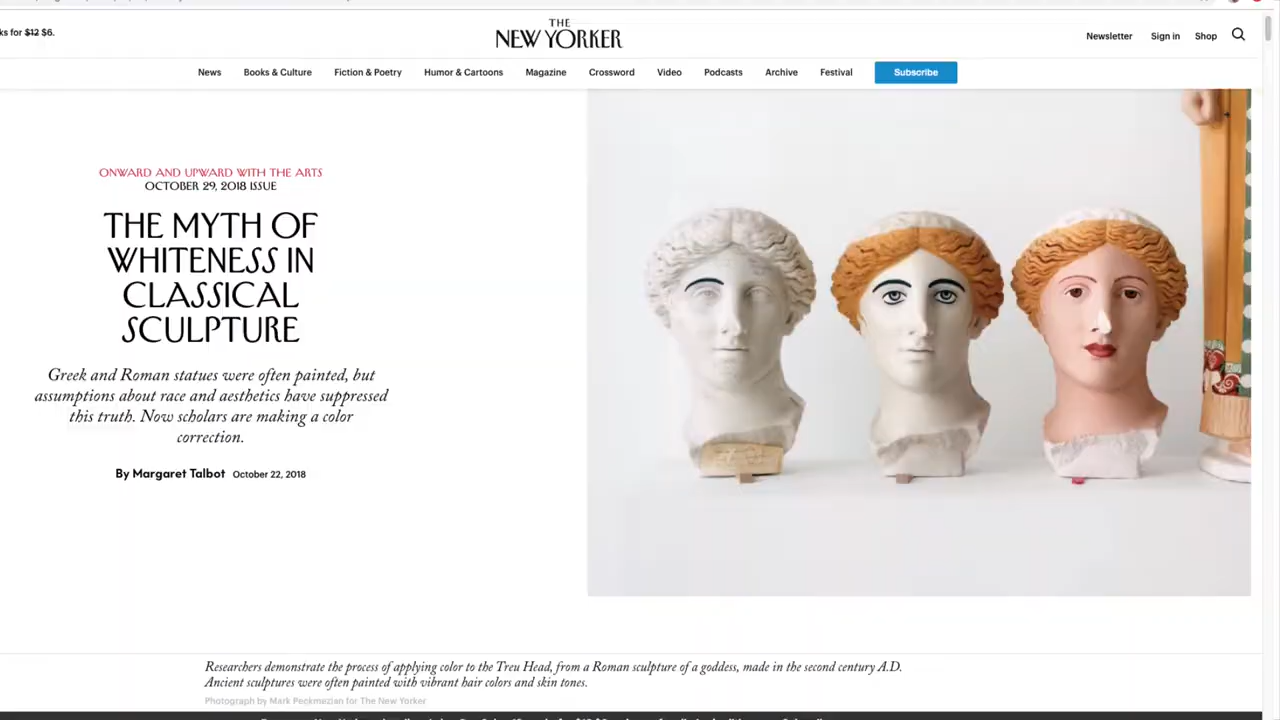 ks for $12 $6.
THE
NEW YORKER
Newsletter Sign in Shop
News Books & Culture Fiction & Poetry Humor & Cartoons Magazine Crossword Video Podcasts Archive Festival Subscribe
ONWARD AND UPWARD WITH THE ARTS
OCTOBER 29, 2018 ISSUE
THE MYTH OF
WHITENESS IN
CLASSICAL
SCULPTURE
Greek and Roman statues were often painted, but
assumptions about race and aesthetics have suppressed
this truth. Now scholars are making a color
correction.
By Margaret Talbot October 22, 2018
Researchers demonstrate the process of applying color to the Treu Head, from a Roman sculpture of a goddess, made in the second century A.D.
Ancient sculptures were often painted with vibrant hair colors and skin tones.
Photograph by Mark Peckmezian for The New Yorker